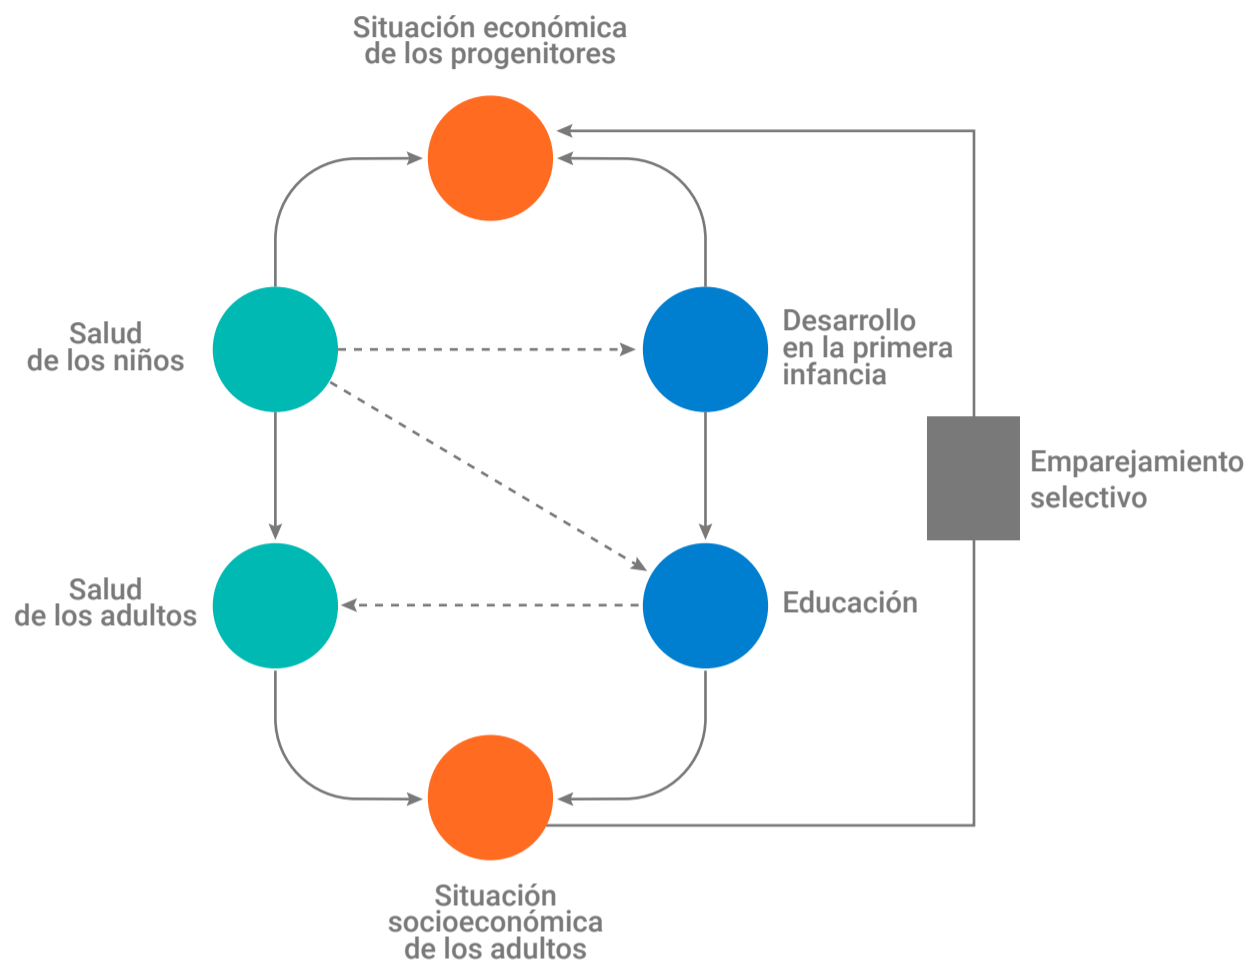 Situación económica
de los progenitores
Salud
de los niños
Desarrollo
en la primera
infancia
Emparejamiento
selectivo
Salud
de los adultos
Educación
Situación
socioeconómica
de los adultos